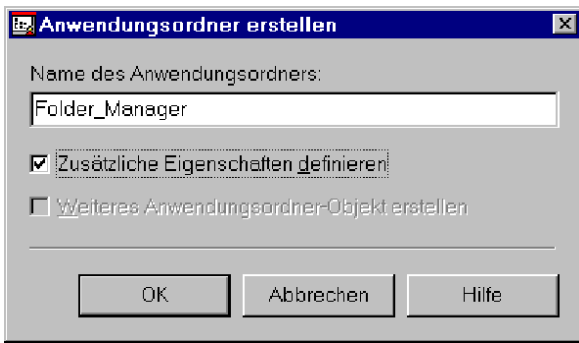 Anwendungsordner erstellen
Name des Anwendungsordners:
Folder_Manager
Zusätzliche Eigenschaften definieren
Weiteres Anwendungsordner-Objekt erstellen
OK Abbrechen Hilfe